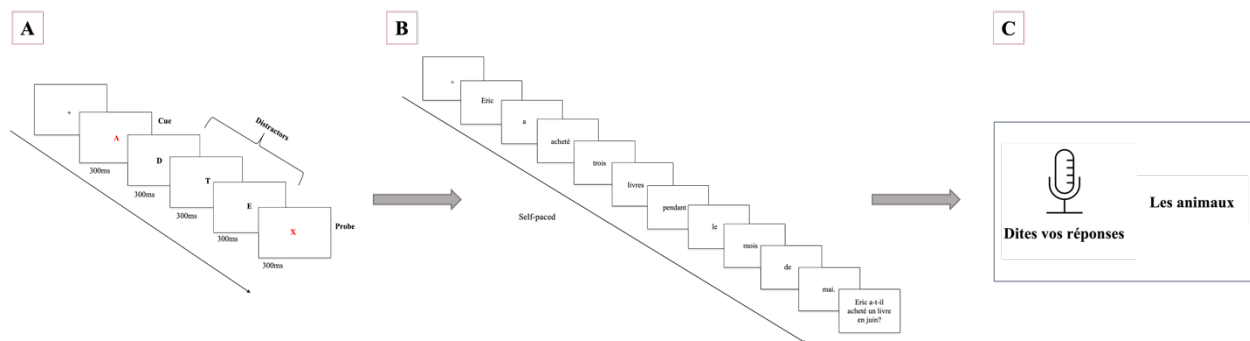 A
B
C
+
A
Cue
Distractors
300ms
D
300ms
T
300ms
E
300ms
X
Probe
300ms
+
Eric
a
acheté
trois
livres
pendant
le
mois
de
mai.
Eric a-t-il
acheté un livre
en juin?
Self-paced
Dites vos réponses
Les animaux